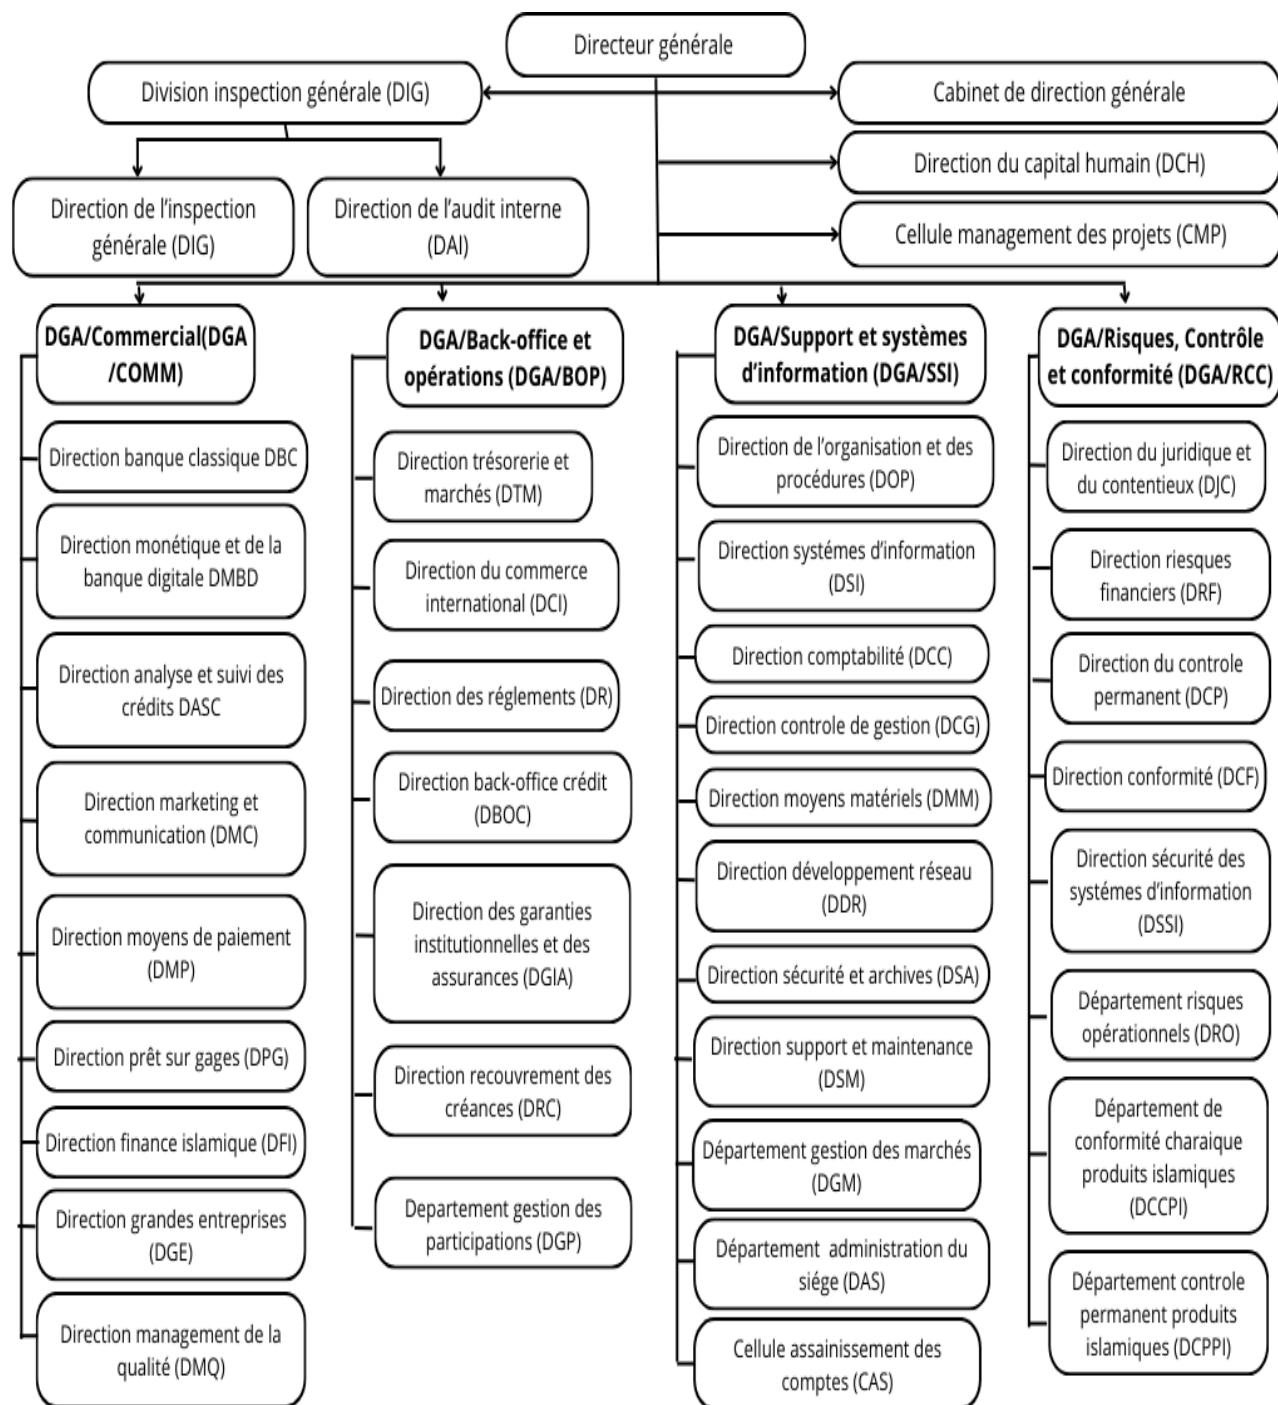 Directeur générale
Division inspection générale (DIG)
Cabinet de direction générale
Direction du capital humain (DCH)
Direction de l'inspection
générale (DIG)
Direction de l'audit interne
(DAI)
Cellule management des projets (CMP)
DGA/Commercial(DGA
/COMM)
Direction banque classique DBC
Direction monétique et de la
banque digitale DMBD
Direction analyse et suivi des
crédits DASC
Direction marketing et
communication (DMC)
Direction moyens de paiement
(DMP)
Direction prêt sur gages (DPG)
Direction finance islamique (DFI)
Direction grandes entreprises
(DGE)
Direction management de la
qualité (DMQ)
DGA/Back-office et
opérations (DGA/BOP)
Direction trésorerie et
marchés (DTM)
Direction du commerce
international (DCI)
Direction des réglements (DR)
Direction back-office crédit
(DBOC)
Direction des garanties
institutionnelles et des
assurances (DGIA)
Direction recouvrement des
créances (DRC)
Departement gestion des
participations (DGP)
DGA/Support et systèmes
d'information (DGA/SSI)
Direction de l'organisation et des
procédures (DOP)
Direction systémes d'information
(DSI)
Direction comptabilité (DCC)
Direction controle de gestion (DCG)
Direction moyens matériels (DMM)
Direction développement réseau
(DDR)
Direction sécurité et archives (DSA)
Direction support et maintenance
(DSM)
Département gestion des marchés
(DGM)
Département  administration du
siége (DAS)
Cellule assainissement des
comptes (CAS)
DGA/Risques, Contrôle
et conformité (DGA/RCC)
Direction du juridique et
du contentieux (DJC)
Direction riesques
financiers (DRF)
Direction du controle
permanent (DCP)
Direction conformité (DCF)
Direction sécurité des
systémes d'information
(DSSI)
Département risques
opérationnels (DRO)
Département de
conformité charaique
produits islamiques
(DCCPI)
Département controle
permanent produits
islamiques (DCPPI)